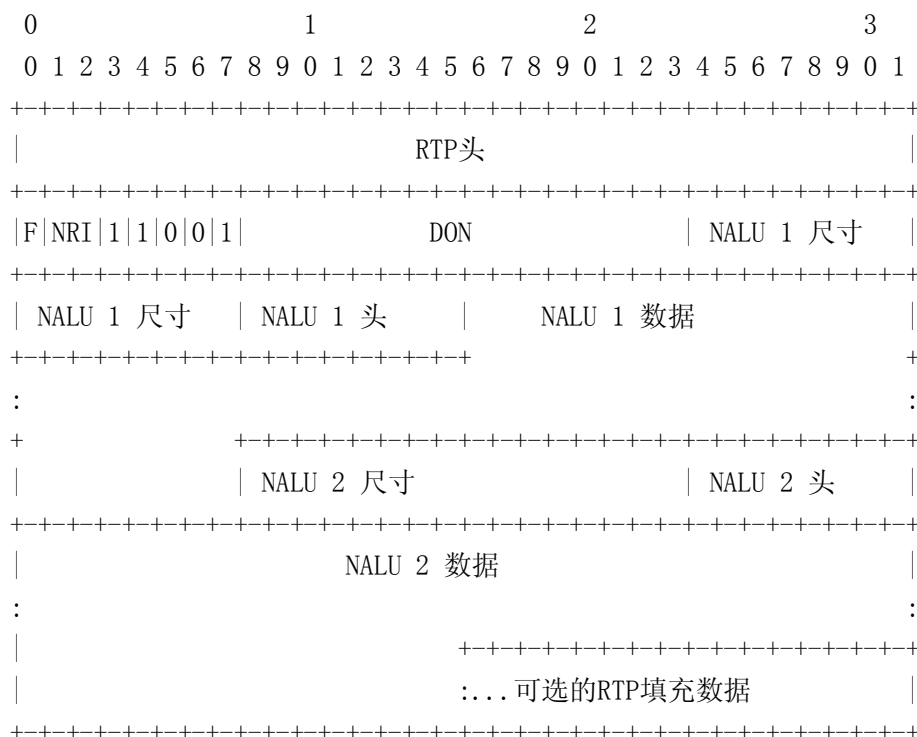 0 1 2 3
0 1 2 3 4 5 6 7 8 9 0 1 2 3 4 5 6 7 8 9 0 1 2 3 4 5 6 7 8 9 0 1
+-+-+-+-+-+-+-+-+-+-+-+-+-+-+-+-+-+-+-+-+-+-+-+-+-+-+-+-+-+-+-+-+
| RTP头 |
+-+-+-+-+-+-+-+-+-+-+-+-+-+-+-+-+-+-+-+-+-+-+-+-+-+-+-+-+-+-+-+-+
|F|NRI|1|1|0|0|1| DON | NALU 1 尺寸 |
+-+-+-+-+-+-+-+-+-+-+-+-+-+-+-+-+-+-+-+-+-+-+-+-+-+-+-+-+-+-+-+-+
| NALU 1 尺寸 | NALU 1 头 | NALU 1 数据 |
+-+-+-+-+-+-+-+-+-+-+-+-+-+-+-+-+ +
: :
+ +-+-+-+-+-+-+-+-+-+-+-+-+-+-+-+-+-+-+-+-+-+-+-+-+
| | NALU 2 尺寸 | NALU 2 头 |
+-+-+-+-+-+-+-+-+-+-+-+-+-+-+-+-+-+-+-+-+-+-+-+-+-+-+-+-+-+-+-+-+
| NALU 2 数据 |
: :
| +-+-+-+-+-+-+-+-+-+-+-+-+-+-+-+-+
| :...可选的RTP填充数据 |
+-+-+-+-+-+-+-+-+-+-+-+-+-+-+-+-+-+-+-+-+-+-+-+-+-+-+-+-+-+-+-+-+